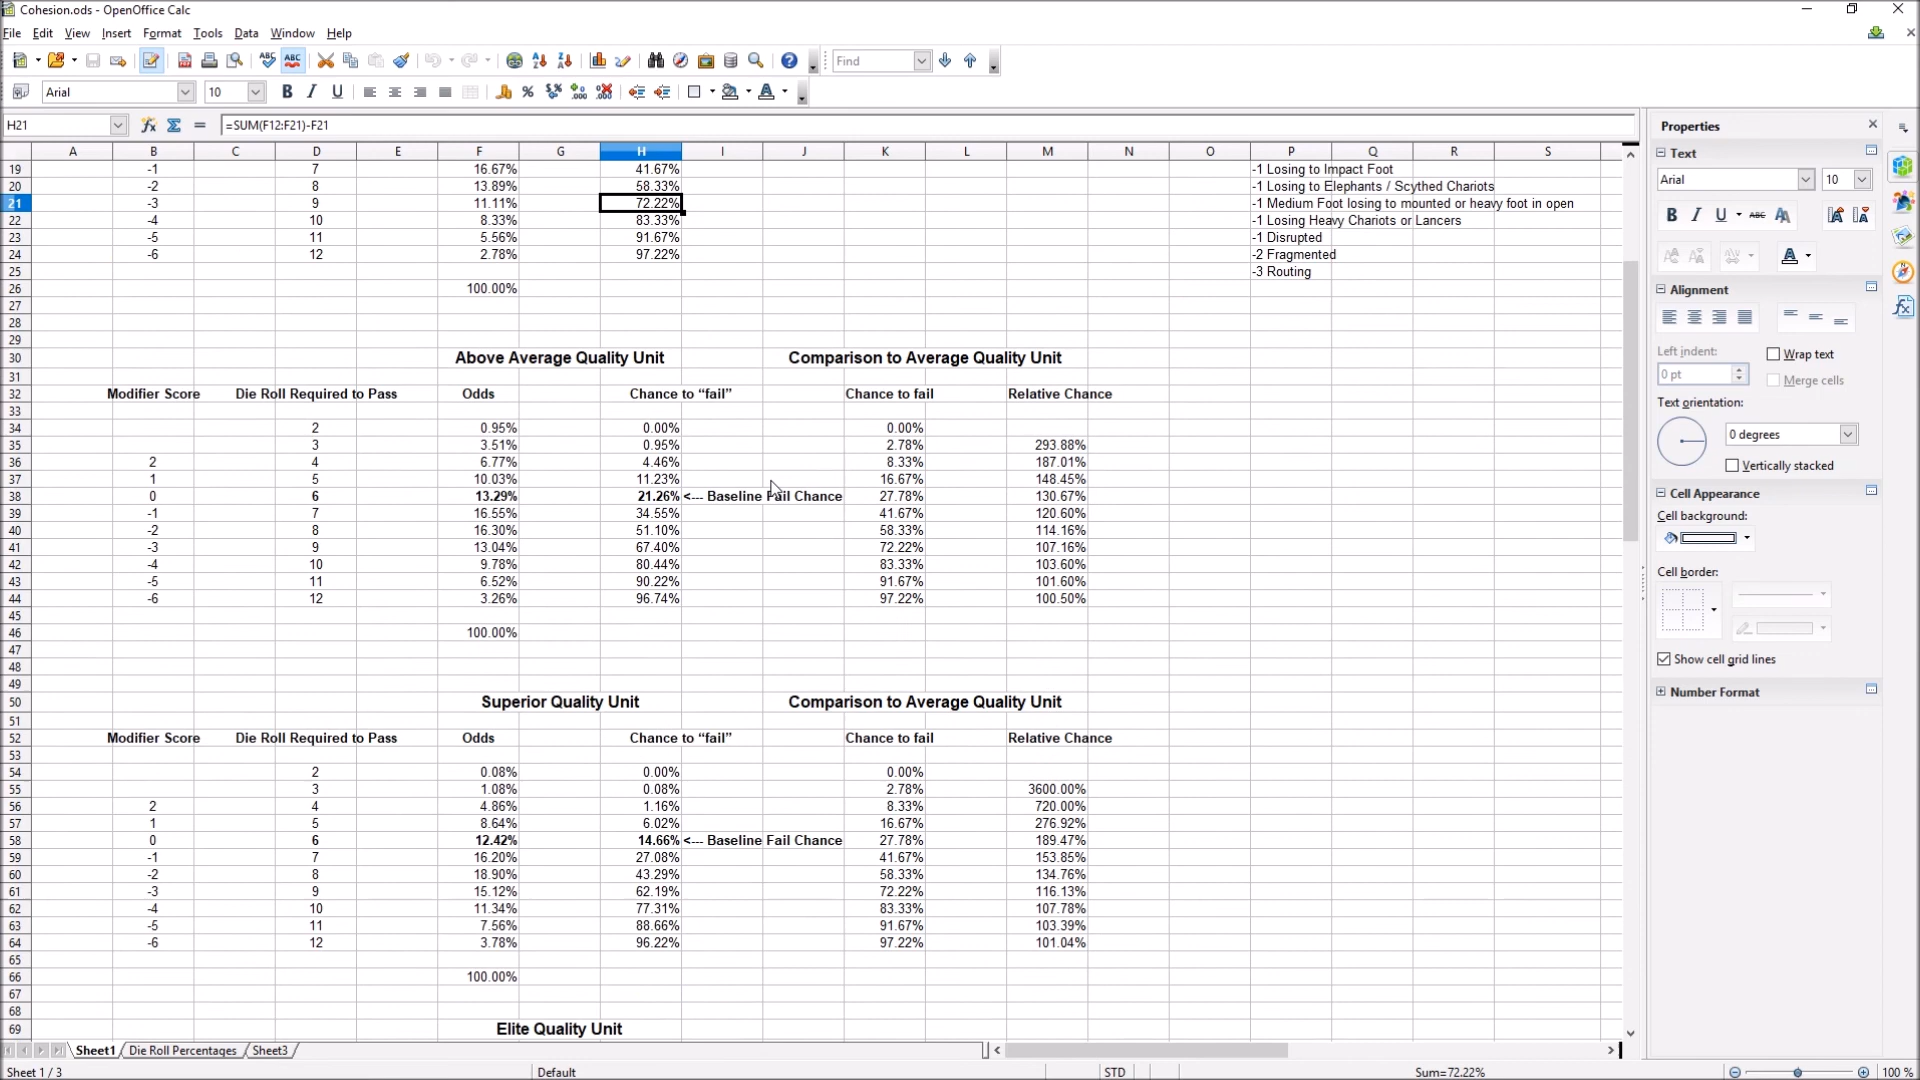 Cohesion.ods - OpenOffice Calc
File Edit View Insert Format Tools Data Window Help
Find
Arial 10
H21 =SUM(F12:F21)-F21
A B C D E F G H I J K L M N O P Q R S
19 -1 7 16.67% 41.67% -1 Losing to Impact Foot
20 -2 8 13.89% 58.33% -1 Losing to Elephants / Scythed Chariots
21 -3 9 11.11% 72.22% -1 Medium Foot losing to mounted or heavy foot in open
22 -4 10 8.33% 83.33% -1 Losing Heavy Chariots or Lancers
23 -5 11 5.56% 91.67% -1 Disrupted
24 -6 12 2.78% 97.22% -2 Fragmented
25 -3 Routing
26 100.00%
27
28
29
30 Above Average Quality Unit Comparison to Average Quality Unit
31
32 Modifier Score Die Roll Required to Pass Odds Chance to “fail” Chance to fail Relative Chance
33
34 2 0.95% 0.00% 0.00%
35 3 3.51% 0.95% 2.78% 293.88%
36 2 4 6.77% 4.46% 8.33% 187.01%
37 1 5 10.03% 11.23% 16.67% 148.45%
38 0 6 13.29% 21.26% <--- Baseline Fail Chance 27.78% 130.67%
39 -1 7 16.55% 34.55% 41.67% 120.60%
40 -2 8 16.30% 51.10% 58.33% 114.16%
41 -3 9 13.04% 67.40% 72.22% 107.16%
42 -4 10 9.78% 80.44% 83.33% 103.60%
43 -5 11 6.52% 90.22% 91.67% 101.60%
44 -6 12 3.26% 96.74% 97.22% 100.50%
45
46 100.00%
47
48
49
50 Superior Quality Unit Comparison to Average Quality Unit
51
52 Modifier Score Die Roll Required to Pass Odds Chance to “fail” Chance to fail Relative Chance
53
54 2 0.08% 0.00% 0.00%
55 3 1.08% 0.08% 2.78% 3600.00%
56 2 4 4.86% 1.16% 8.33% 720.00%
57 1 5 8.64% 6.02% 16.67% 276.92%
58 0 6 12.42% 14.66% <--- Baseline Fail Chance 27.78% 189.47%
59 -1 7 16.20% 27.08% 41.67% 153.85%
60 -2 8 18.90% 43.29% 58.33% 134.76%
61 -3 9 15.12% 62.19% 72.22% 116.13%
62 -4 10 11.34% 77.31% 83.33% 107.78%
63 -5 11 7.56% 88.66% 91.67% 103.39%
64 -6 12 3.78% 96.22% 97.22% 101.04%
65
66 100.00%
67
68
69 Elite Quality Unit
Sheet1 Die Roll Percentages Sheet3
Sheet 1 / 3 Default STD Sum=72.22% 100 %
Properties
Text
Arial 10
Alignment
Left indent:
Wrap text
0 pt
Merge cells
Text orientation:
0 degrees
Vertically stacked
Cell Appearance
Cell background:
Cell border:
Show cell grid lines
Number Format